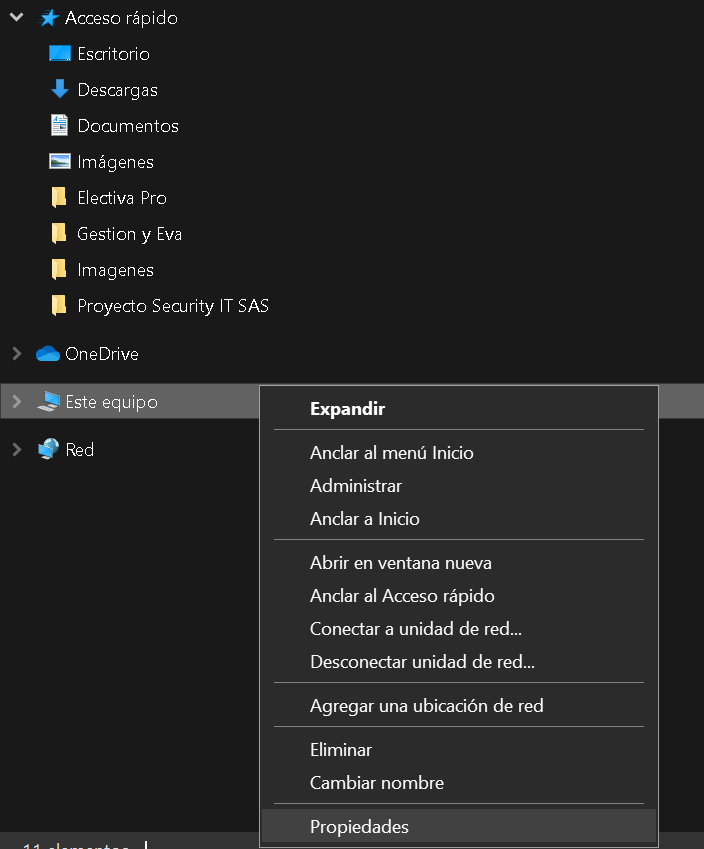 Acceso rápido
Escritorio
Descargas
Documentos
Imágenes
Electiva Pro
Gestion y Eva
Imagenes
Proyecto Security IT SAS
OneDrive
Este equipo
Red
Expandir
Anclar al menú Inicio
Administrar
Anclar a Inicio
Abrir en ventana nueva
Anclar al Acceso rápido
Conectar a unidad de red...
Desconectar unidad de red...
Agregar una ubicación de red
Eliminar
Cambiar nombre
Propiedades
11 elementos